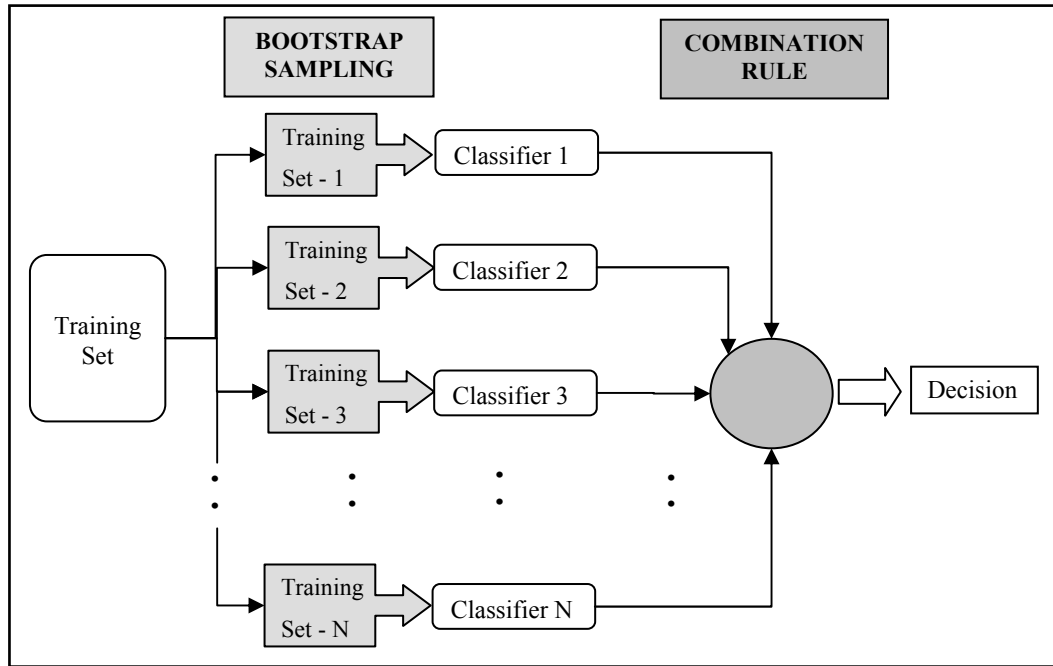 BOOTSTRAP
SAMPLING
COMBINATION
RULE
Training
Set
Training
Set - 1
Classifier 1
Training
Set - 2
Classifier 2
Training
Set - 3
Classifier 3
Training
Set - N
Classifier N
Decision